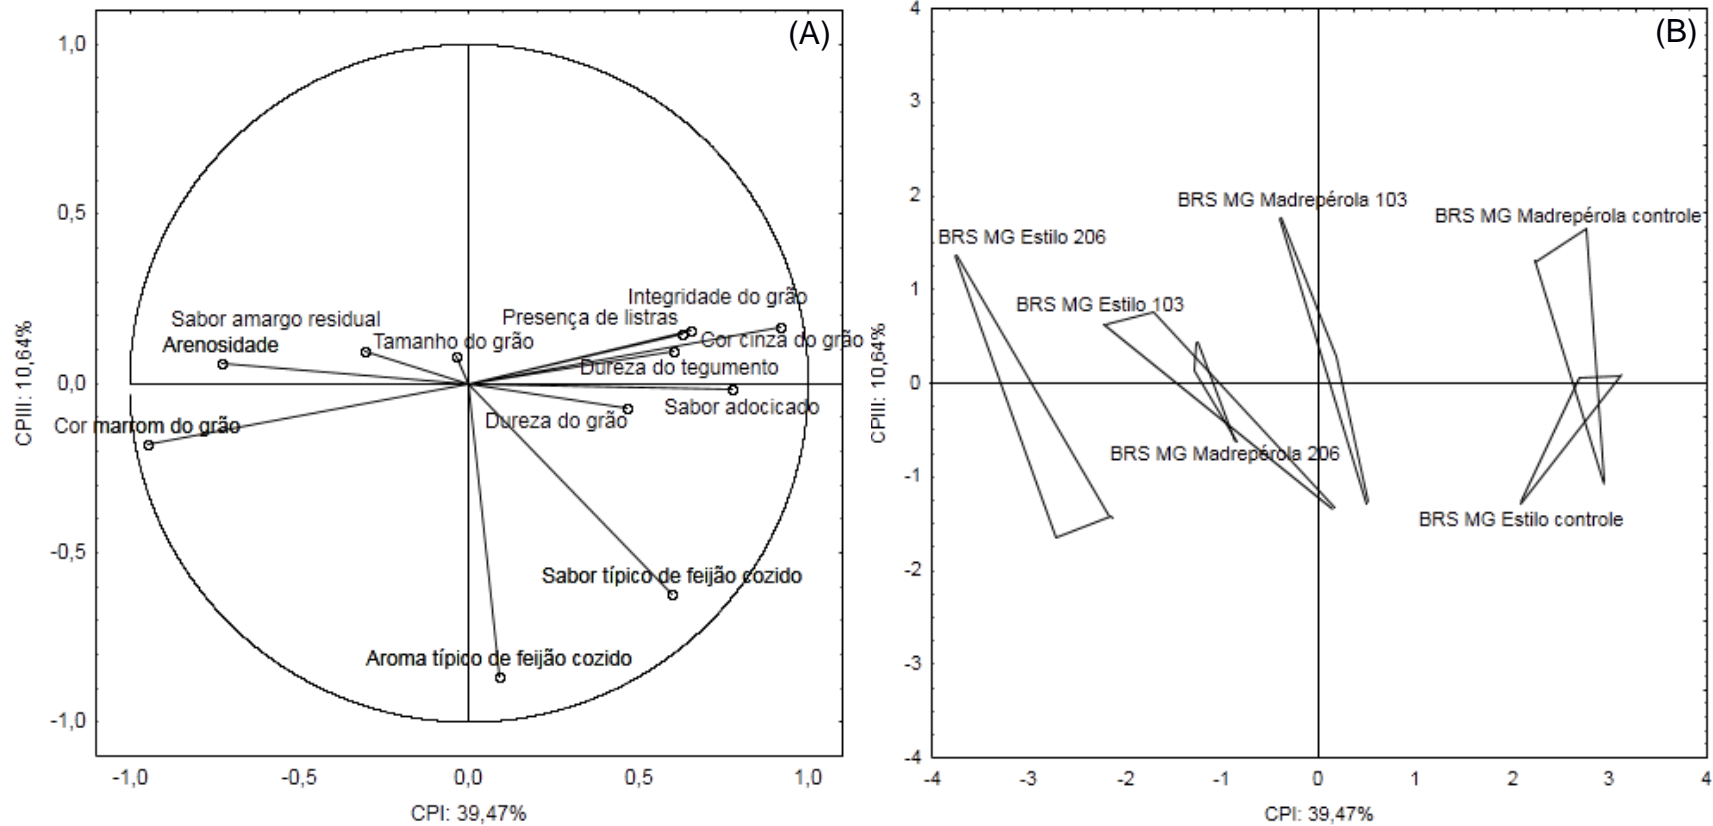 (A)
1,0
0,5
0,0
-0,5
-1,0
CPIII: 10,64%
Integridade do grão
Presença de listras
Sabor amargo residual
Cor cinza do grão
Tamanho do grão
Arenosidade
Dureza do tegumento
Sabor adocicado
Dureza do grão
Cor marrom do grão
Sabor típico de feijão cozido
Aroma típico de feijão cozido
-1,0 -0,5 0,0 0,5 1,0
CPI: 39,47%
(B)
4
3
2
1
0
-1
-2
-3
-4
CPIII: 10,64%
BRS MG Madrepérola 103
BRS MG Madrepérola controle
BRS MG Estilo 206
BRS MG Estilo 103
BRS MG Madrepérola 206
BRS MG Estilo controle
-4 -3 -2 -1 0 1 2 3 4
CPI: 39,47%